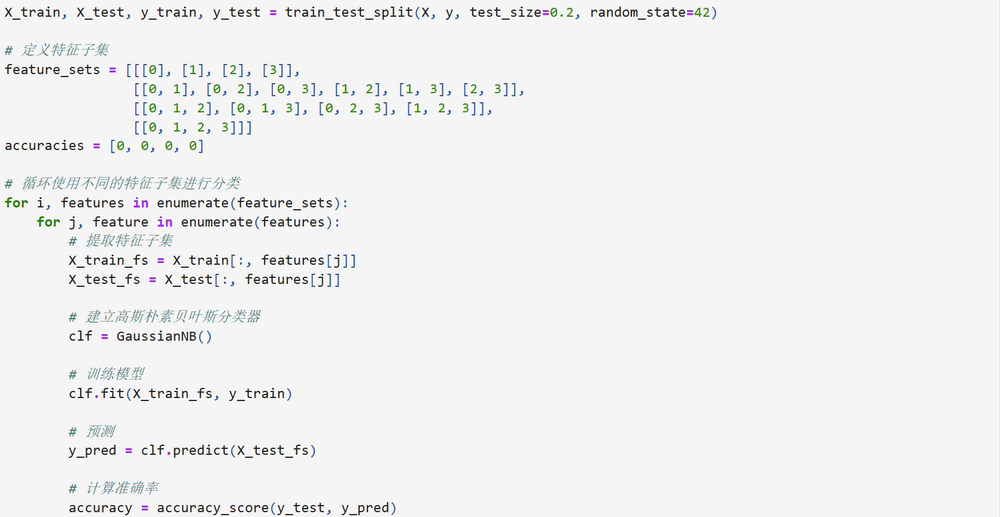 X_train, X_test, y_train, y_test = train_test_split(X, y, test_size=0.2, random_state=42)
# 定义特征子集
feature_sets = [[[0], [1], [2], [3]],
[[0, 1], [0, 2], [0, 3], [1, 2], [1, 3], [2, 3]],
[[0, 1, 2], [0, 1, 3], [0, 2, 3], [1, 2, 3]],
[[0, 1, 2, 3]]]
accuracies = [0, 0, 0, 0]
# 循环使用不同的特征子集进行分类
for i, features in enumerate(feature_sets):
for j, feature in enumerate(features):
# 提取特征子集
X_train_fs = X_train[:, features[j]]
X_test_fs = X_test[:, features[j]]
# 建立高斯朴素贝叶斯分类器
clf = GaussianNB()
# 训练模型
clf.fit(X_train_fs, y_train)
# 预测
y_pred = clf.predict(X_test_fs)
# 计算准确率
accuracy = accuracy_score(y_test, y_pred)